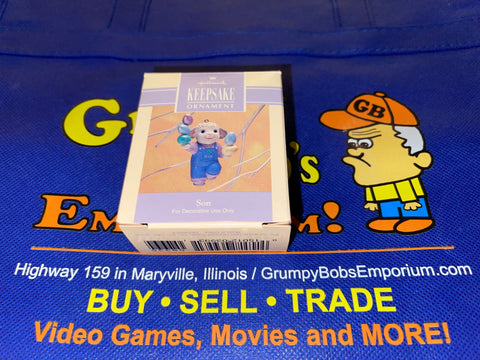 Hallmark
KEEPSAKE
ORNAMENT
Son
For Decorative Use Only
GB
Highway 159 in Maryville, Illinois / GrumpyBobsEmporium.com
BUY • SELL • TRADE
Video Games, Movies and MORE!